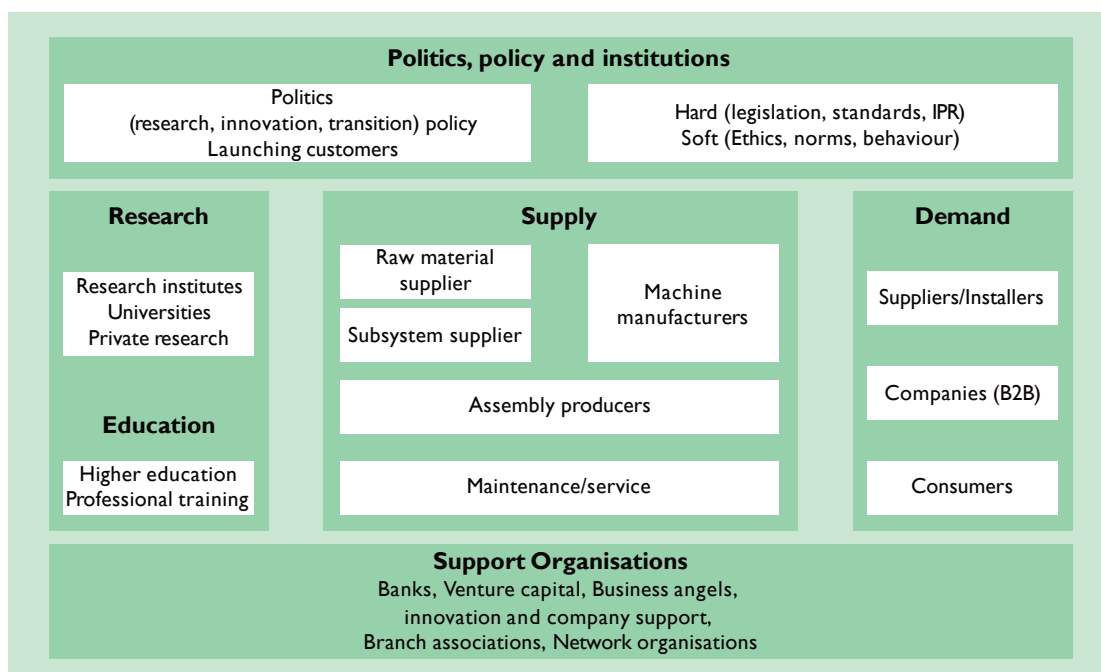 Politics, policy and institutions
Politics
(research, innovation, transition) policy
Launching customers
Hard (legislation, standards, IPR)
Soft (Ethics, norms, behaviour)
Research
Research institutes
Universities
Private research
Education
Higher education
Professional training
Supply
Raw material
supplier
Subsystem supplier
Machine
manufacturers
Assembly producers
Maintenance/service
Demand
Suppliers/Installers
Companies (B2B)
Consumers
Support Organisations
Banks, Venture capital, Business angels,
innovation and company support,
Branch associations, Network organisations